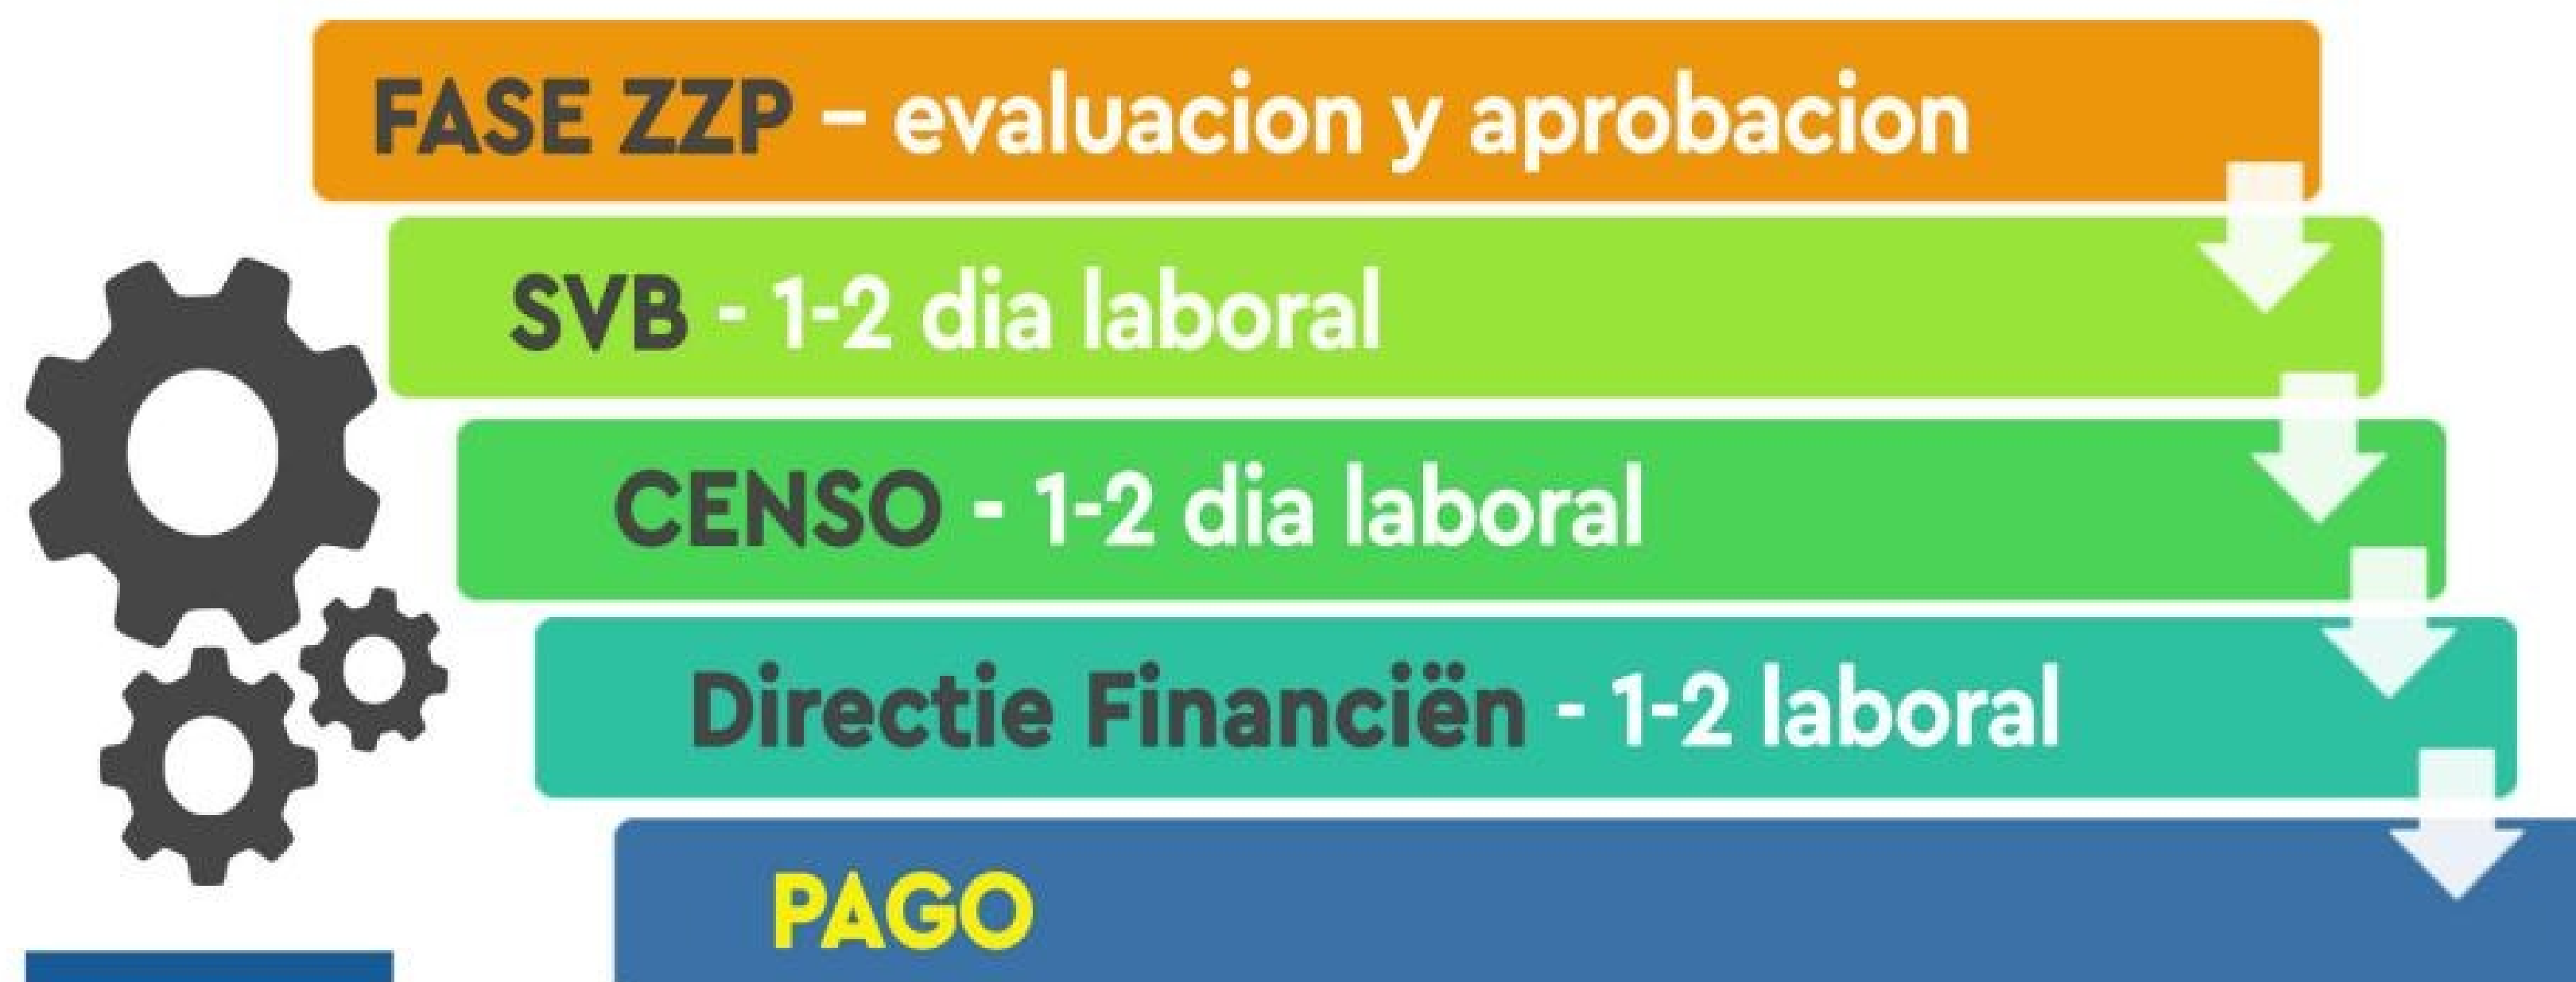 FASE ZZP – evaluacion y aprobacion
SVB - 1-2 dia laboral
CENSO - 1-2 dia laboral
Directie Financiën - 1-2 laboral
PAGO